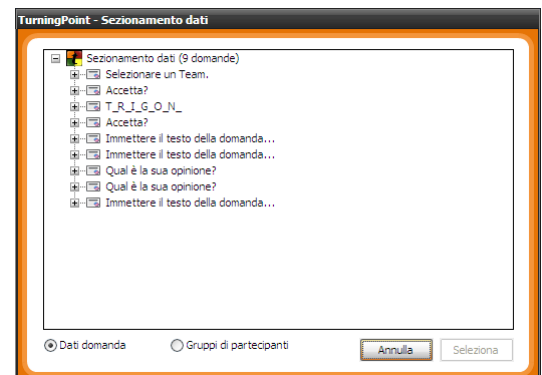 TurningPoint - Sezionamento dati
Sezionamento dati (9 domande)
Selezionare un Team.
Accetta?
T_R_I_G_O_N_
Accetta?
Immettere il testo della domanda...
Immettere il testo della domanda...
Qual è la sua opinione?
Qual è la sua opinione?
Immettere il testo della domanda...
Dati domanda Gruppi di partecipanti Annulla Seleziona